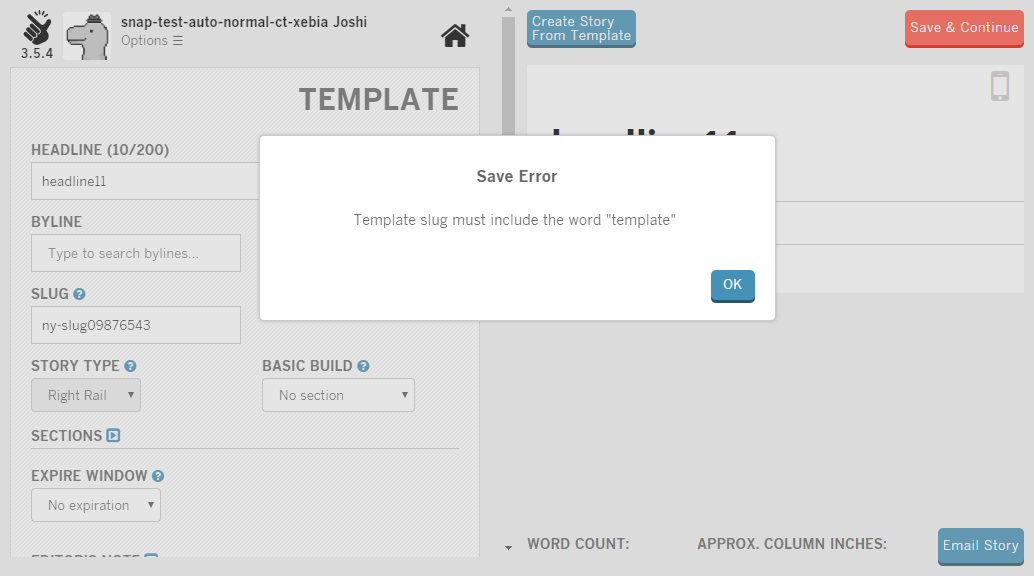 snap-test-auto-normal-ct-xebia Joshi
Options ☰
3.5.4
Create Story
From Template
Save & Continue
TEMPLATE
HEADLINE (10/200)
headline11
BYLINE
Type to search bylines...
SLUG ?
ny-slug09876543
STORY TYPE ?
BASIC BUILD ?
Right Rail
No section
SECTIONS
EXPIRE WINDOW ?
No expiration
Save Error
Template slug must include the word "template"
OK
WORD COUNT:
APPROX. COLUMN INCHES:
Email Story